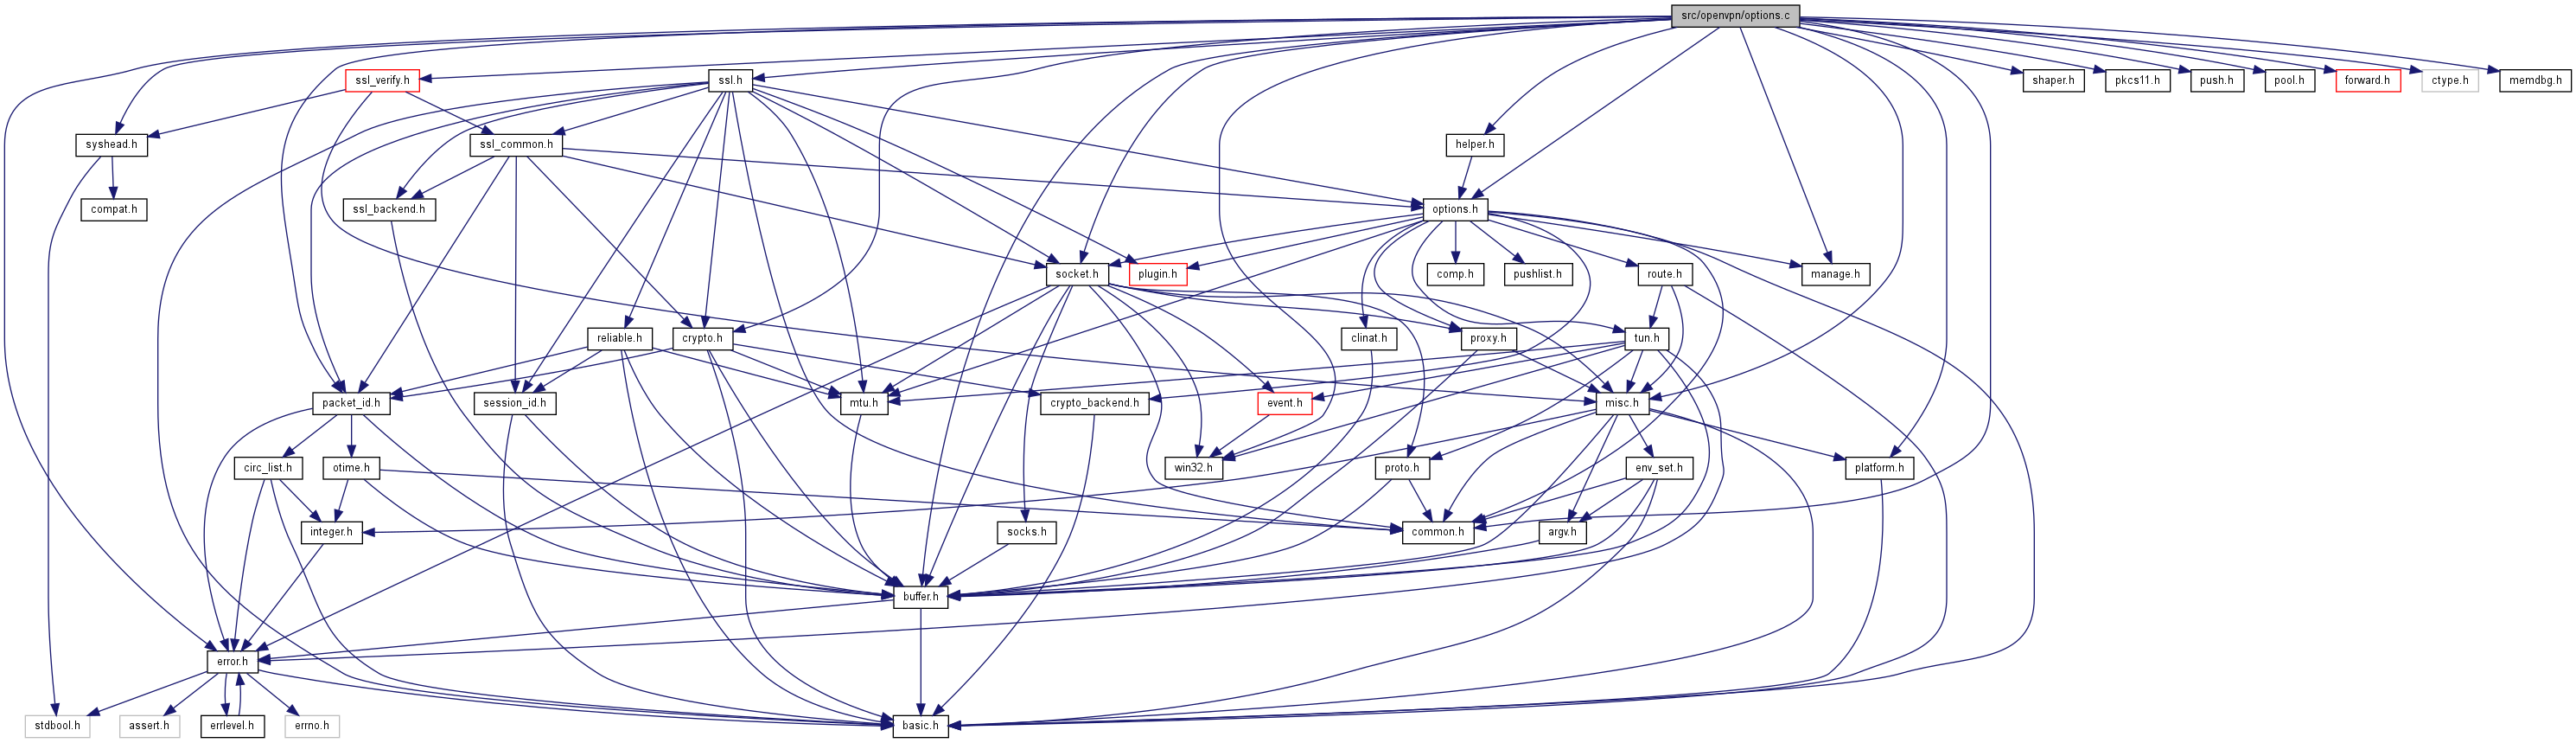 src/openvpn/options.c
ssl_verify.h
ssl.h
shaper.h
pkcs11.h
push.h
pool.h
forward.h
ctype.h
memdbg.h
syshead.h
ssl_common.h
helper.h
compat.h
ssl_backend.h
options.h
socket.h
plugin.h
comp.h
pushlist.h
route.h
manage.h
reliable.h
crypto.h
clinat.h
proxy.h
tun.h
packet_id.h
session_id.h
mtu.h
crypto_backend.h
event.h
misc.h
circ_list.h
otime.h
win32.h
proto.h
env_set.h
platform.h
integer.h
socks.h
common.h
argv.h
buffer.h
error.h
stdbool.h
assert.h
errlevel.h
errno.h
basic.h